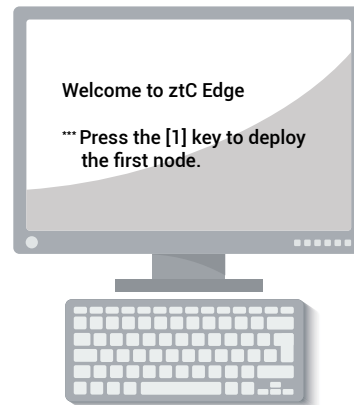 Welcome to ztC Edge
*** Press the [1] key to deploy
the first node.